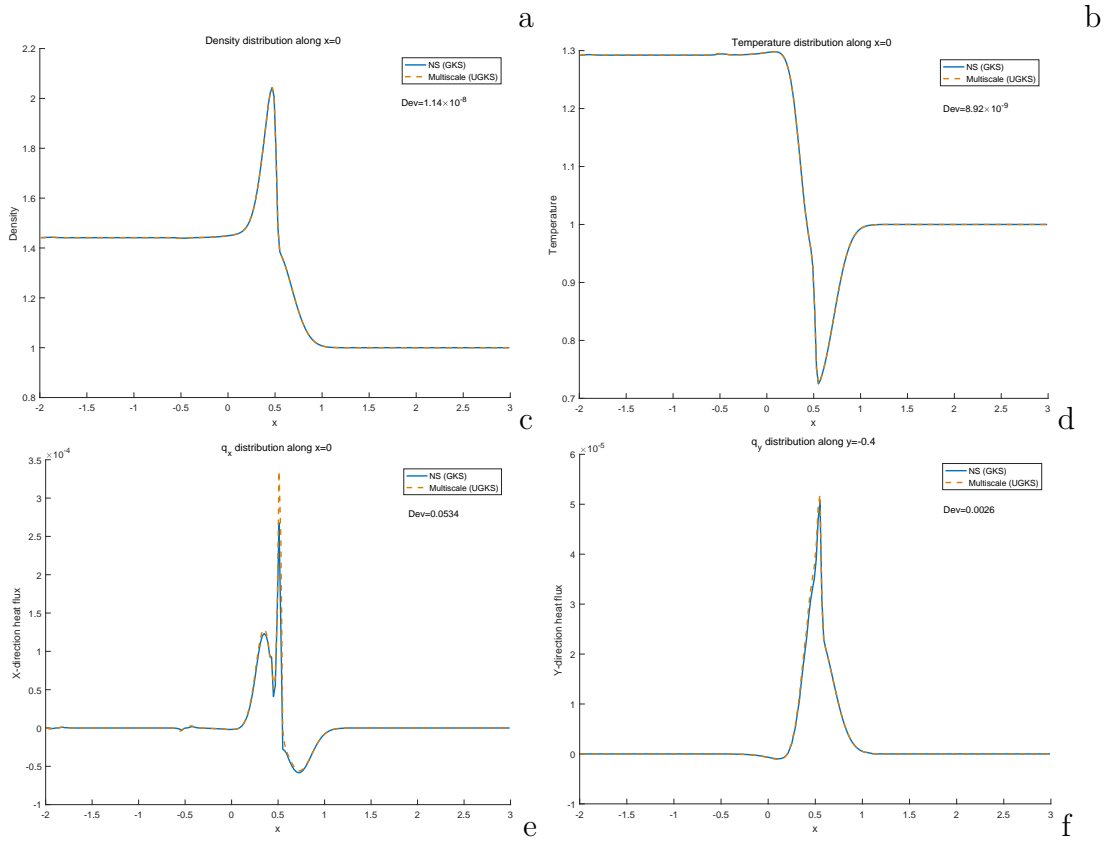 a
b
Density distribution along x=0
2.2
2
1.8
1.6
1.4
1.2
1
0.8
Density
-2 -1.5 -1 -0.5 0 0.5 1 1.5 2 2.5 3
x
NS (GKS)
Multiscale (UGKS)
Dev=1.14×10^-8
Temperature distribution along x=0
1.3
1.2
1.1
1
0.9
0.8
0.7
Temperature
-2 -1.5 -1 -0.5 0 0.5 1 1.5 2 2.5 3
x
NS (GKS)
Multiscale (UGKS)
Dev=8.92×10^-9
c
d
q_x distribution along x=0
×10^-4
3.5
3
2.5
2
1.5
1
0.5
0
-0.5
-1
X-direction heat flux
-2 -1.5 -1 -0.5 0 0.5 1 1.5 2 2.5 3
x
NS (GKS)
Multiscale (UGKS)
Dev=0.0534
q_y distribution along y=-0.4
×10^-5
6
5
4
3
2
1
0
-1
Y-direction heat flux
-2 -1.5 -1 -0.5 0 0.5 1 1.5 2 2.5 3
x
NS (GKS)
Multiscale (UGKS)
Dev=0.0026
e
f